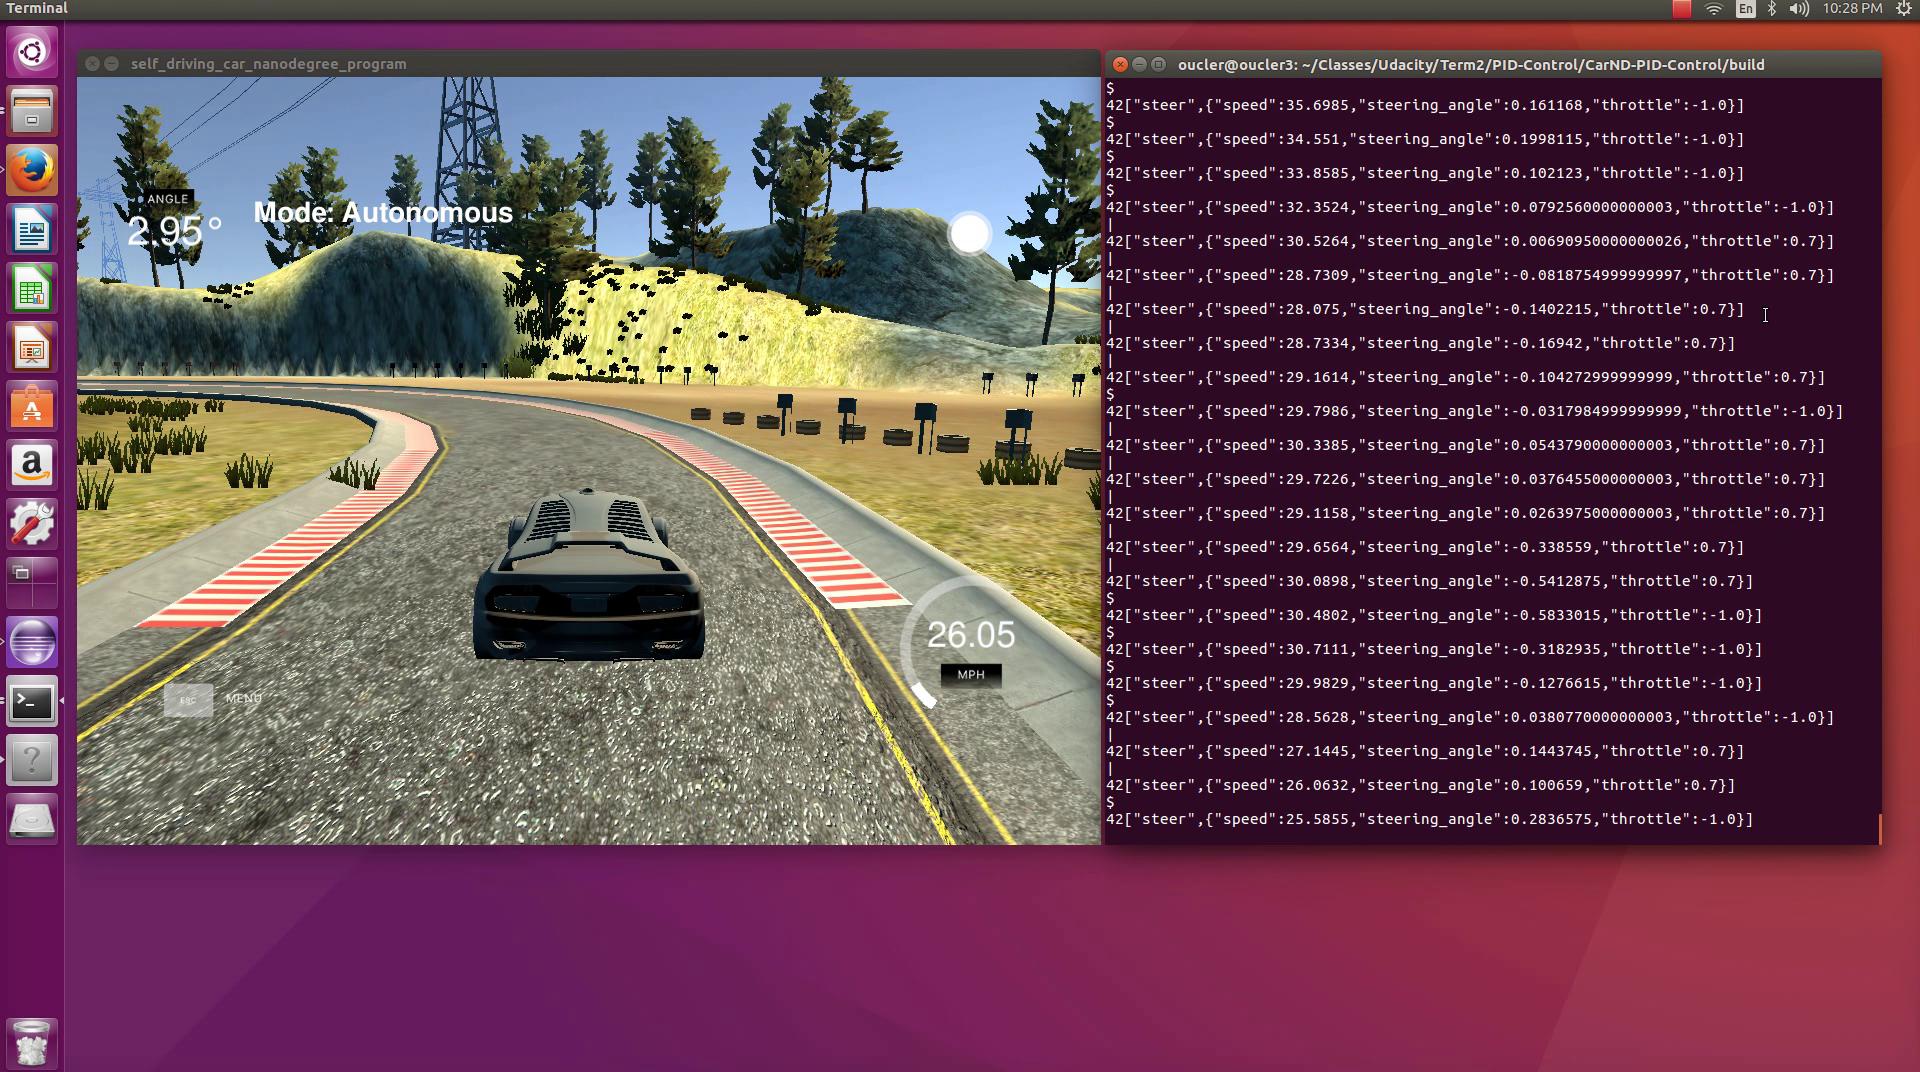 Terminal
En
10:28 PM
self_driving_car_nanodegree_program
ANGLE
2.95°
Mode: Autonomous
26.05
MPH
ESC
MENU
oucler@oucler3: ~/Classes/Udacity/Term2/PID-Control/CarND-PID-Control/build
$
42["steer",{"speed":35.6985,"steering_angle":0.161168,"throttle":-1.0}]
$
42["steer",{"speed":34.551,"steering_angle":0.1998115,"throttle":-1.0}]
$
42["steer",{"speed":33.8585,"steering_angle":0.102123,"throttle":-1.0}]
$
42["steer",{"speed":32.3524,"steering_angle":0.0792560000000003,"throttle":-1.0}]
|
42["steer",{"speed":30.5264,"steering_angle":0.00690950000000026,"throttle":0.7}]
|
42["steer",{"speed":28.7309,"steering_angle":-0.0818754999999997,"throttle":0.7}]
|
42["steer",{"speed":28.075,"steering_angle":-0.1402215,"throttle":0.7}]
|
42["steer",{"speed":28.7334,"steering_angle":-0.16942,"throttle":0.7}]
|
42["steer",{"speed":29.1614,"steering_angle":-0.104272999999999,"throttle":0.7}]
$
42["steer",{"speed":29.7986,"steering_angle":-0.0317984999999999,"throttle":-1.0}]
|
42["steer",{"speed":30.3385,"steering_angle":0.0543790000000003,"throttle":0.7}]
|
42["steer",{"speed":29.7226,"steering_angle":0.0376455000000003,"throttle":0.7}]
|
42["steer",{"speed":29.1158,"steering_angle":0.0263975000000003,"throttle":0.7}]
|
42["steer",{"speed":29.6564,"steering_angle":-0.338559,"throttle":0.7}]
|
42["steer",{"speed":30.0898,"steering_angle":-0.5412875,"throttle":0.7}]
$
42["steer",{"speed":30.4802,"steering_angle":-0.5833015,"throttle":-1.0}]
$
42["steer",{"speed":30.7111,"steering_angle":-0.3182935,"throttle":-1.0}]
$
42["steer",{"speed":29.9829,"steering_angle":-0.1276615,"throttle":-1.0}]
$
42["steer",{"speed":28.5628,"steering_angle":0.0380770000000003,"throttle":-1.0}]
|
42["steer",{"speed":27.1445,"steering_angle":0.1443745,"throttle":0.7}]
|
42["steer",{"speed":26.0632,"steering_angle":0.100659,"throttle":0.7}]
$
42["steer",{"speed":25.5855,"steering_angle":0.2836575,"throttle":-1.0}]